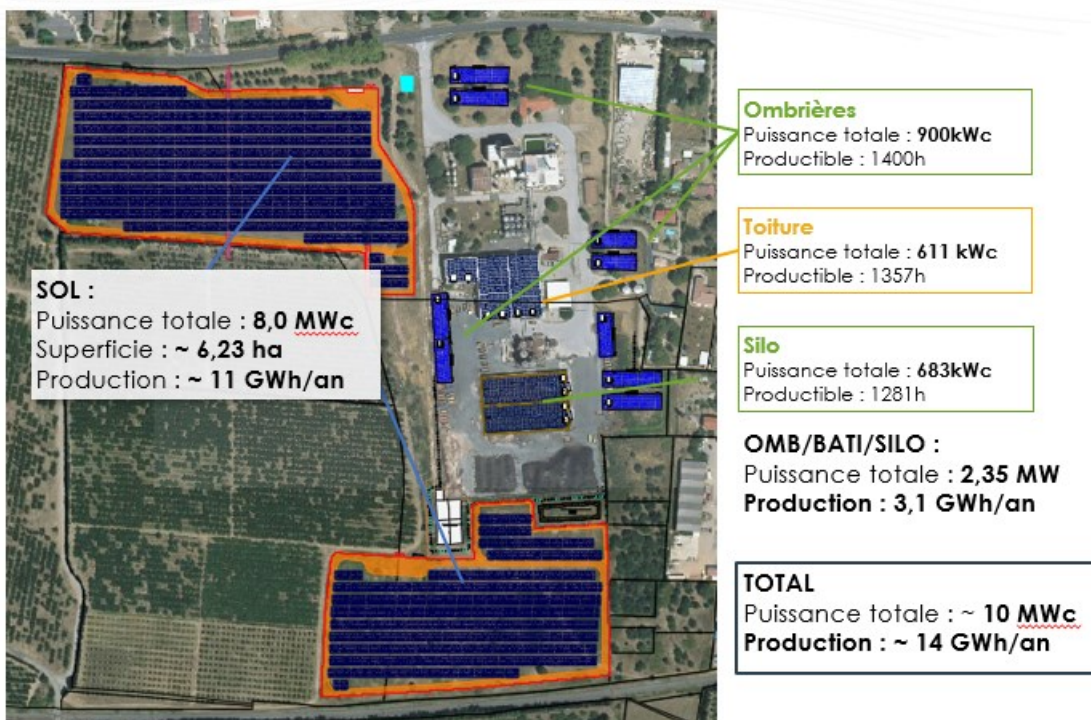 Ombrières
Puissance totale : 900kWc
Productible : 1400h
Toiture
Puissance totale : 611 kWc
Productible : 1357h
SOL :
Puissance totale : 8,0 MWc
Superficie : ~ 6,23 ha
Production : ~ 11 GWh/an
Silo
Puissance totale : 683kWc
Productible : 1281h
OMB/BATI/SILO :
Puissance totale : 2,35 MW
Production : 3,1 GWh/an
TOTAL
Puissance totale : ~ 10 MWc
Production : ~ 14 GWh/an